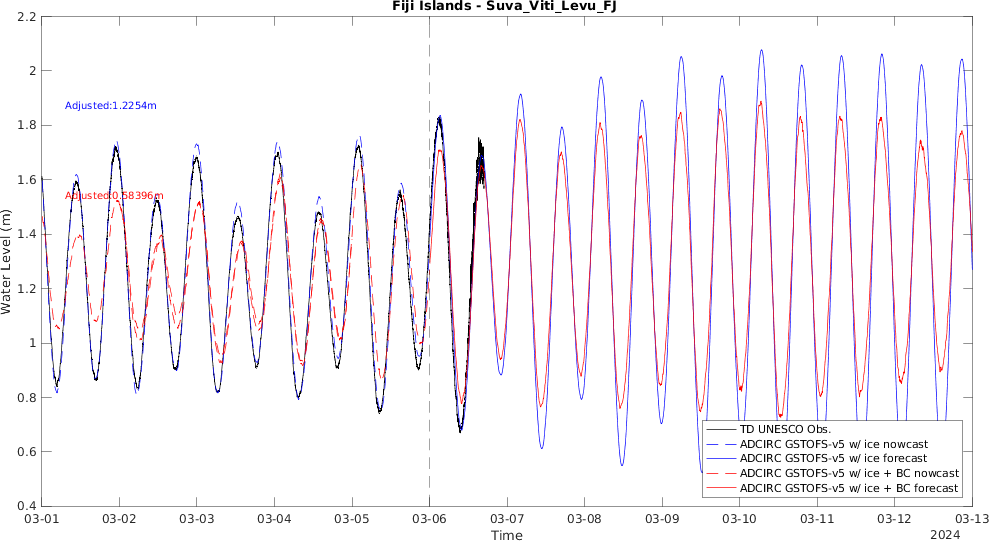 Fiji Islands - Suva_Viti_Levu_FJ
2.2
2
1.8
1.6
1.4
1.2
1
0.8
0.6
0.4
Water Level (m)
Adjusted:1.2254m
Adjusted:0.58396m
TD UNESCO Obs.
ADCIRC GSTOFS-v5 w/ ice nowcast
ADCIRC GSTOFS-v5 w/ ice forecast
ADCIRC GSTOFS-v5 w/ ice + BC nowcast
ADCIRC GSTOFS-v5 w/ ice + BC forecast
03-01 03-02 03-03 03-04 03-05 03-06 03-07 03-08 03-09 03-10 03-11 03-12 03-13
Time
2024